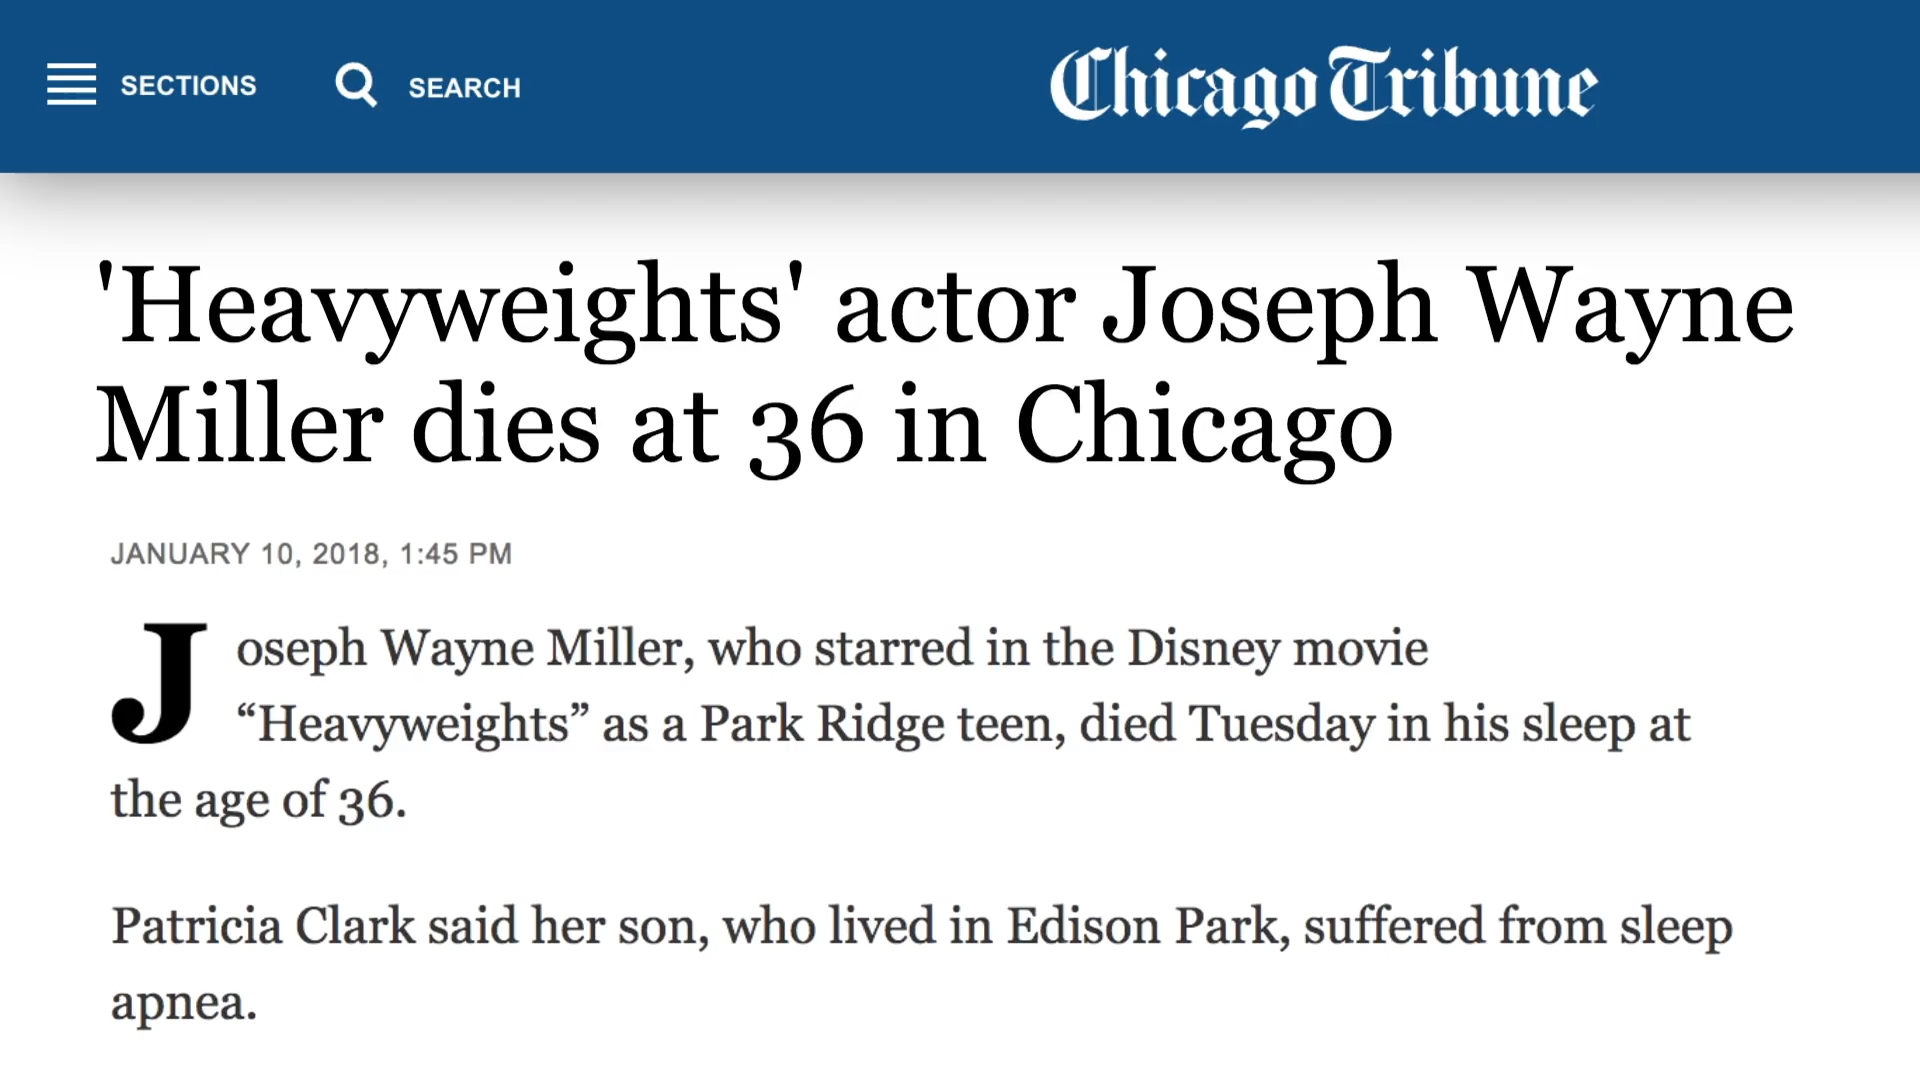 SECTIONS SEARCH Chicago Tribune
'Heavyweights' actor Joseph Wayne
Miller dies at 36 in Chicago
JANUARY 10, 2018, 1:45 PM
Joseph Wayne Miller, who starred in the Disney movie
“Heavyweights” as a Park Ridge teen, died Tuesday in his sleep at
the age of 36.
Patricia Clark said her son, who lived in Edison Park, suffered from sleep
apnea.